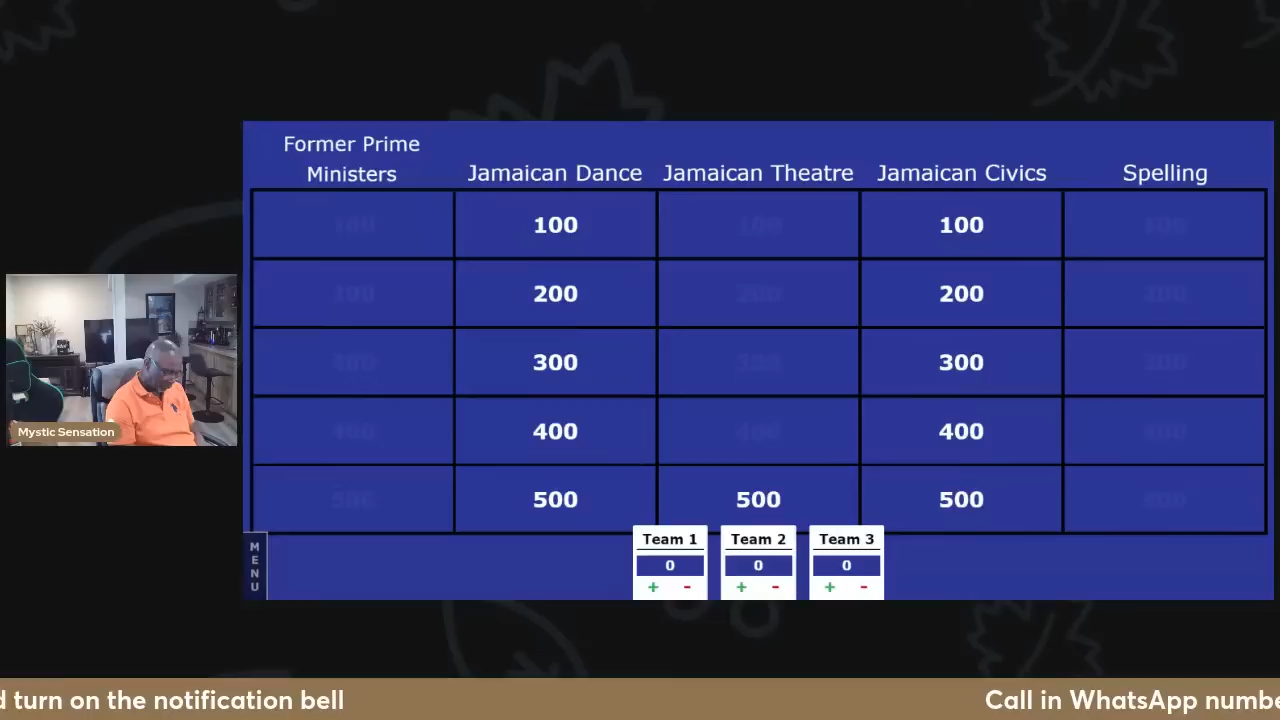 Former Prime
Ministers
Jamaican Dance
Jamaican Theatre
Jamaican Civics
Spelling
100
100
200
200
300
300
400
400
500
500
500
MENU
Team 1
Team 2
Team 3
0
0
0
+ -
+ -
+ -
Mystic Sensation
turn on the notification bell
Call in WhatsApp